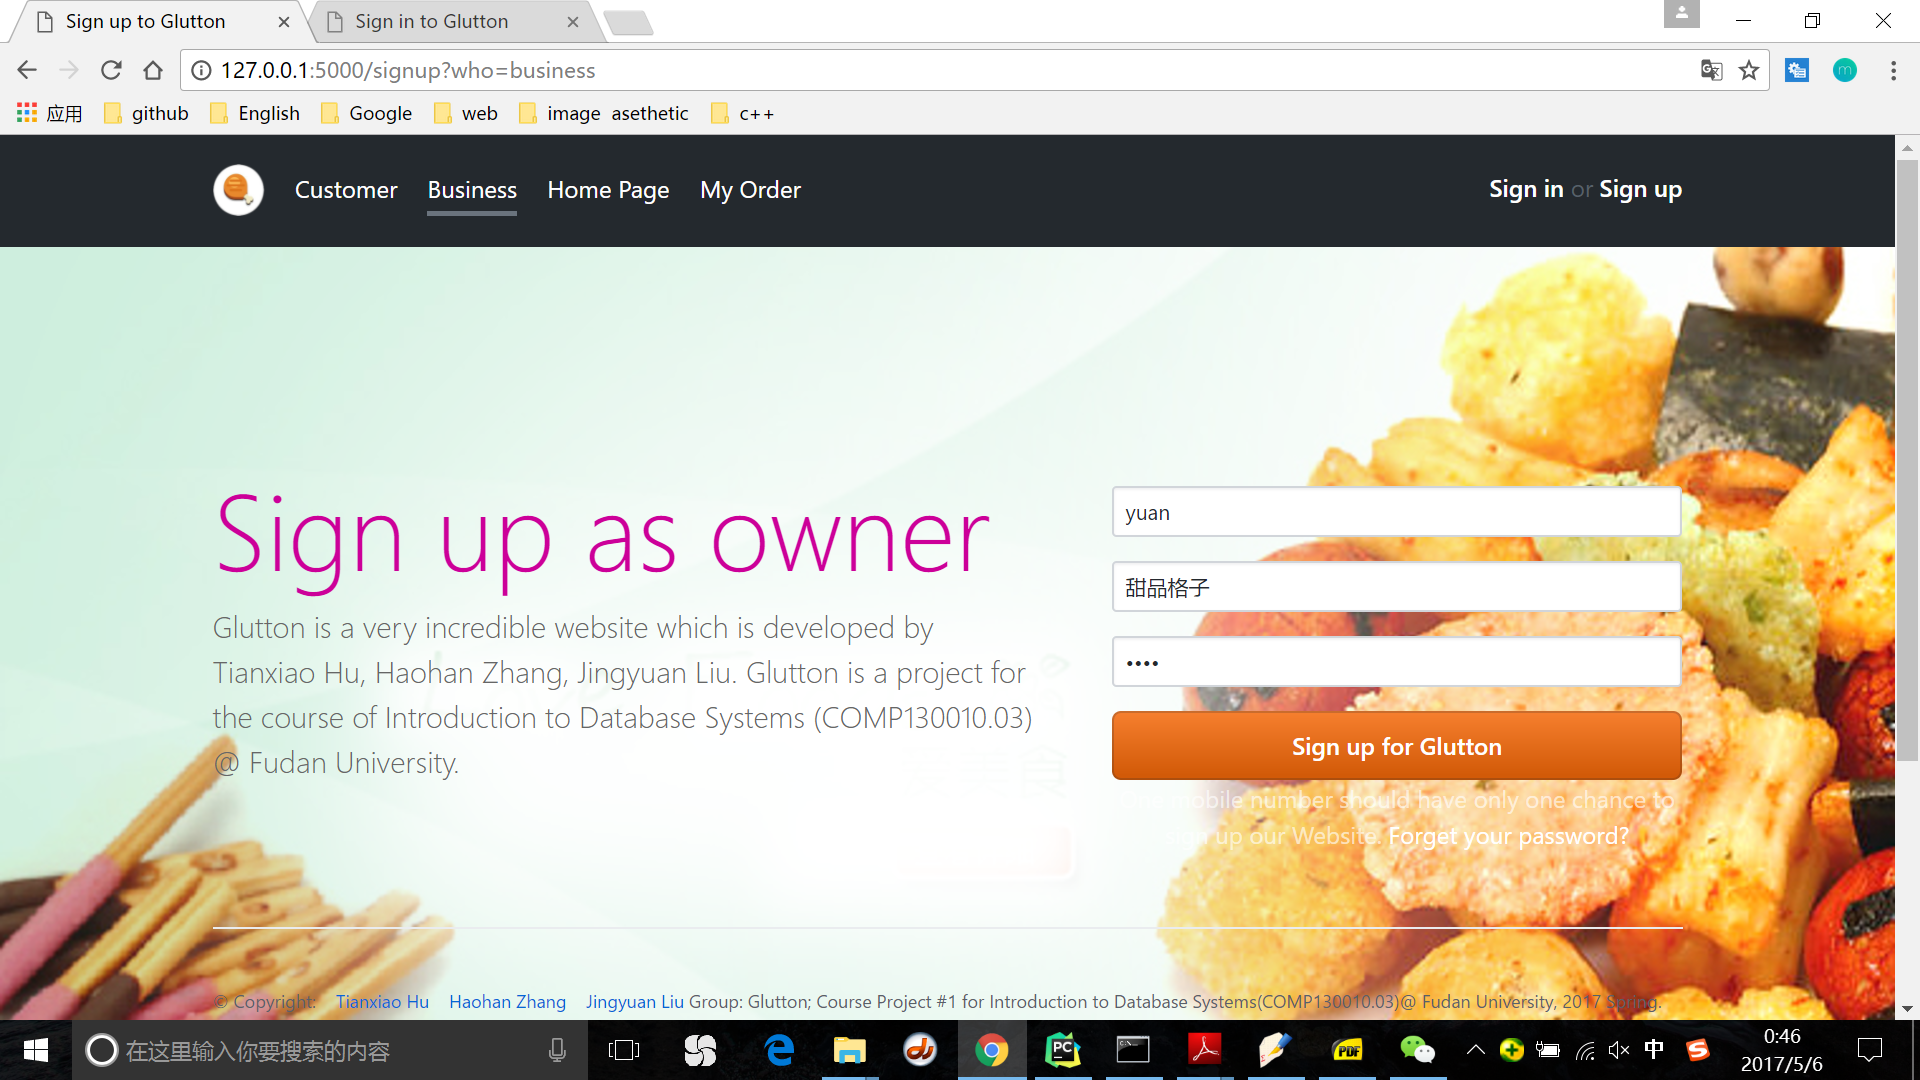 Sign up to Glutton
Sign in to Glutton
127.0.0.1:5000/signup?who=business
应用 github English Google web image asethetic c++
Customer Business Home Page My Order Sign in or Sign up
Sign up as owner
Glutton is a very incredible website which is developed by
Tianxiao Hu, Haohan Zhang, Jingyuan Liu. Glutton is a project for
the course of Introduction to Database Systems (COMP130010.03)
@ Fudan University.
yuan
甜品格子
••••
Sign up for Glutton
mobile number should have only one chance to
sign up our Website. Forget your password?
© Copyright: Tianxiao Hu Haohan Zhang Jingyuan Liu Group: Glutton; Course Project #1 for Introduction to Database Systems(COMP130010.03)@ Fudan University, 2017 Spring.
在这里输入你要搜索的内容
中
0:46
2017/5/6